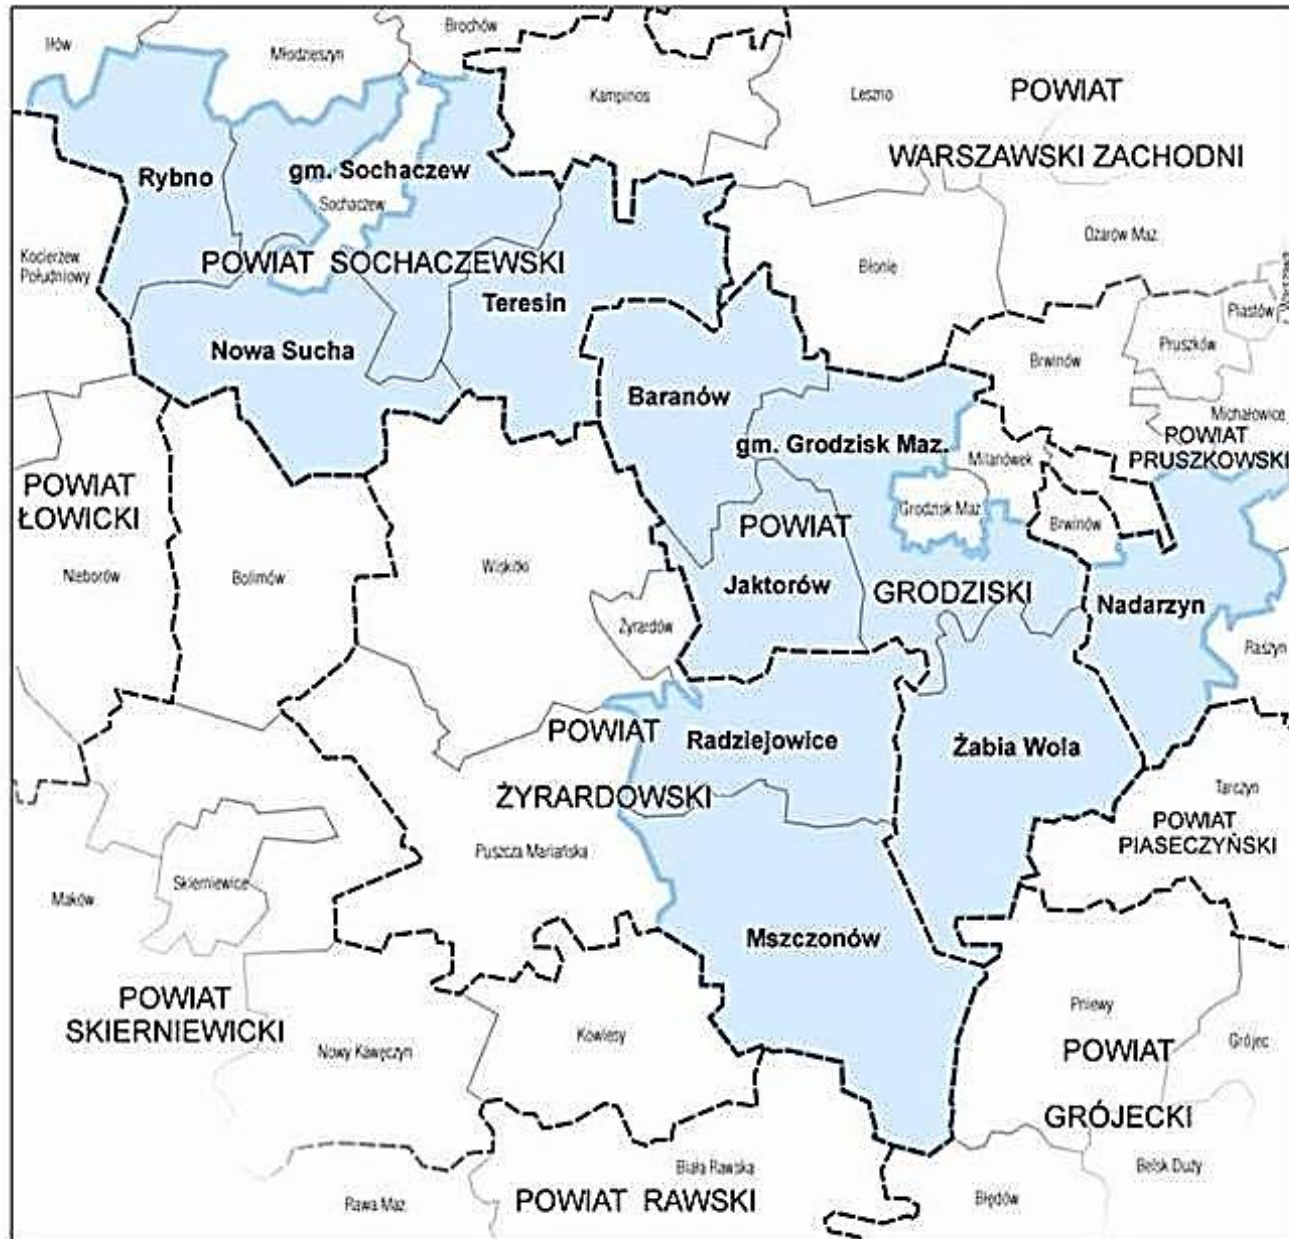 Iłów
Młodzieszyn
Brochów
Kampinos
Leszno
POWIAT
WARSZAWSKI ZACHODNI
Rybno
gm. Sochaczew
Sochaczew
Kocierzew
Południowy
POWIAT SOCHACZEWSKI
Błonie
Ożarów Maz.
Warszawa
Teresin
Piastów
Nowa Sucha
Pruszków
Brwinów
Baranów
Michałowice
gm. Grodzisk Maz.
POWIAT
PRUSZKOWSKI
Milanówek
POWIAT
ŁOWICKI
Grodzisk Maz.
Brwinów
POWIAT
Nieborów
Bolimów
Wiskitki
Jaktorów
GRODZISKI
Nadarzyn
Żyrardów
Raszyn
POWIAT
Radziejowice
Żabia Wola
ŻYRARDOWSKI
Tarczyn
POWIAT
PIASECZYŃSKI
Puszcza Mariańska
Skierniewice
Maków
Mszczonów
POWIAT
SKIERNIEWICKI
Pniewy
Nowy Kawęczyn
Kowiesy
POWIAT
Grójec
GRÓJECKI
Biała Rawska
Belsk Duży
Rawa Maz.
POWIAT RAWSKI
Błędów